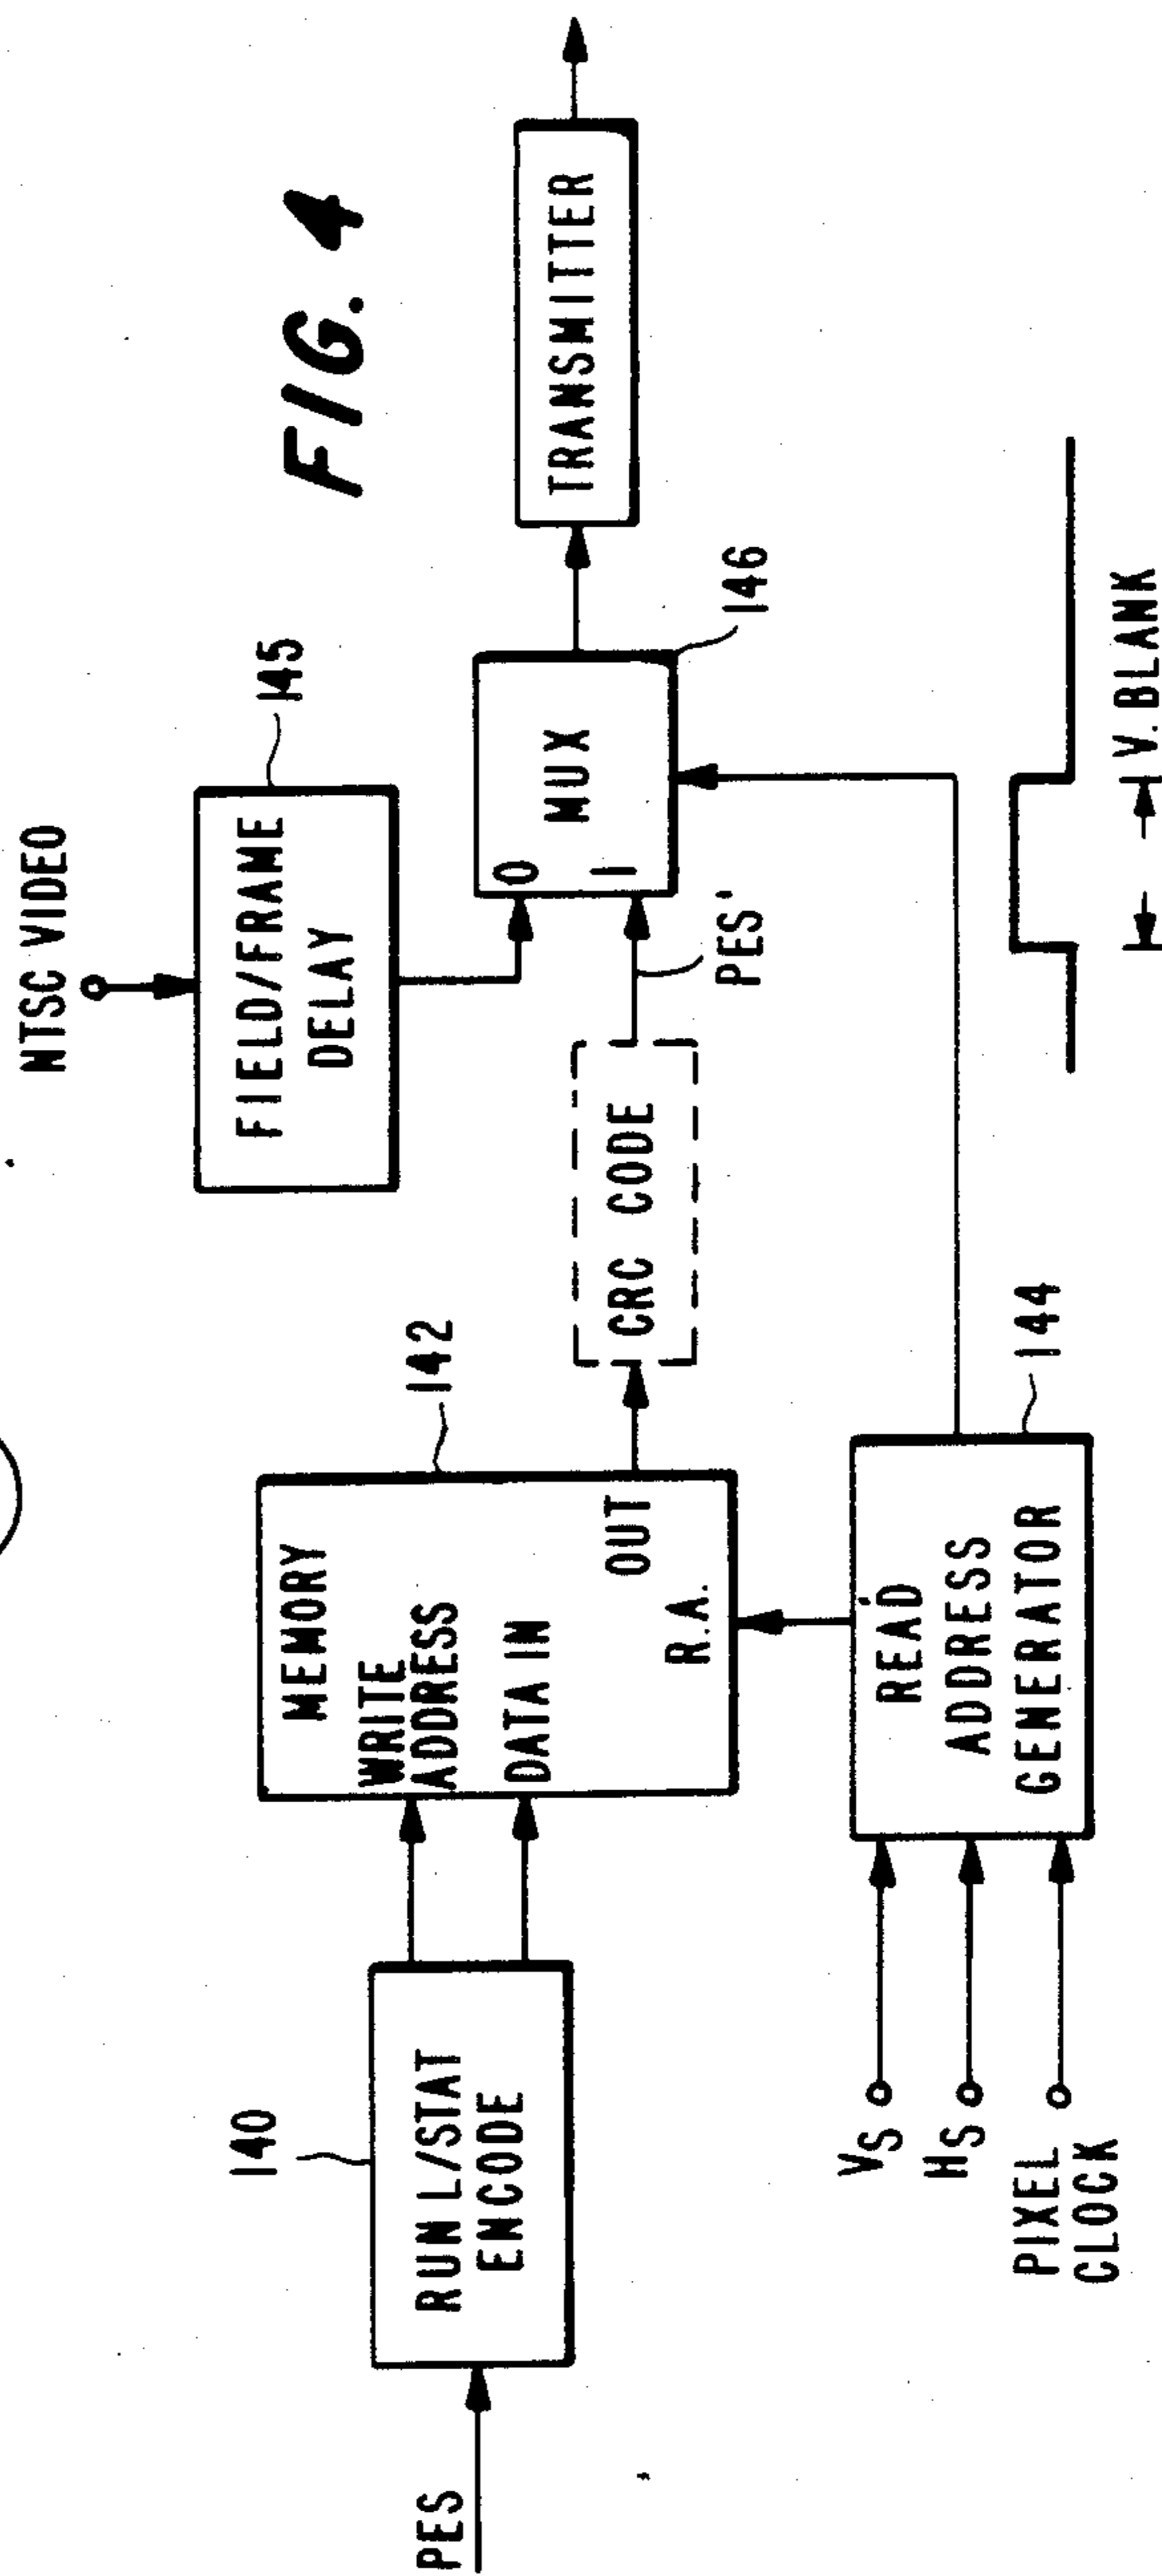 FIG. 4
NTSC VIDEO
FIELD/FRAME
DELAY
145
PES
RUN L/STAT
ENCODE
140
MEMORY
WRITE
ADDRESS
DATA IN
OUT
R.A.
142
CRC CODE
PES'
0
1
MUX
146
TRANSMITTER
VS
HS
PIXEL
CLOCK
READ
ADDRESS
GENERATOR
144
V. BLANK